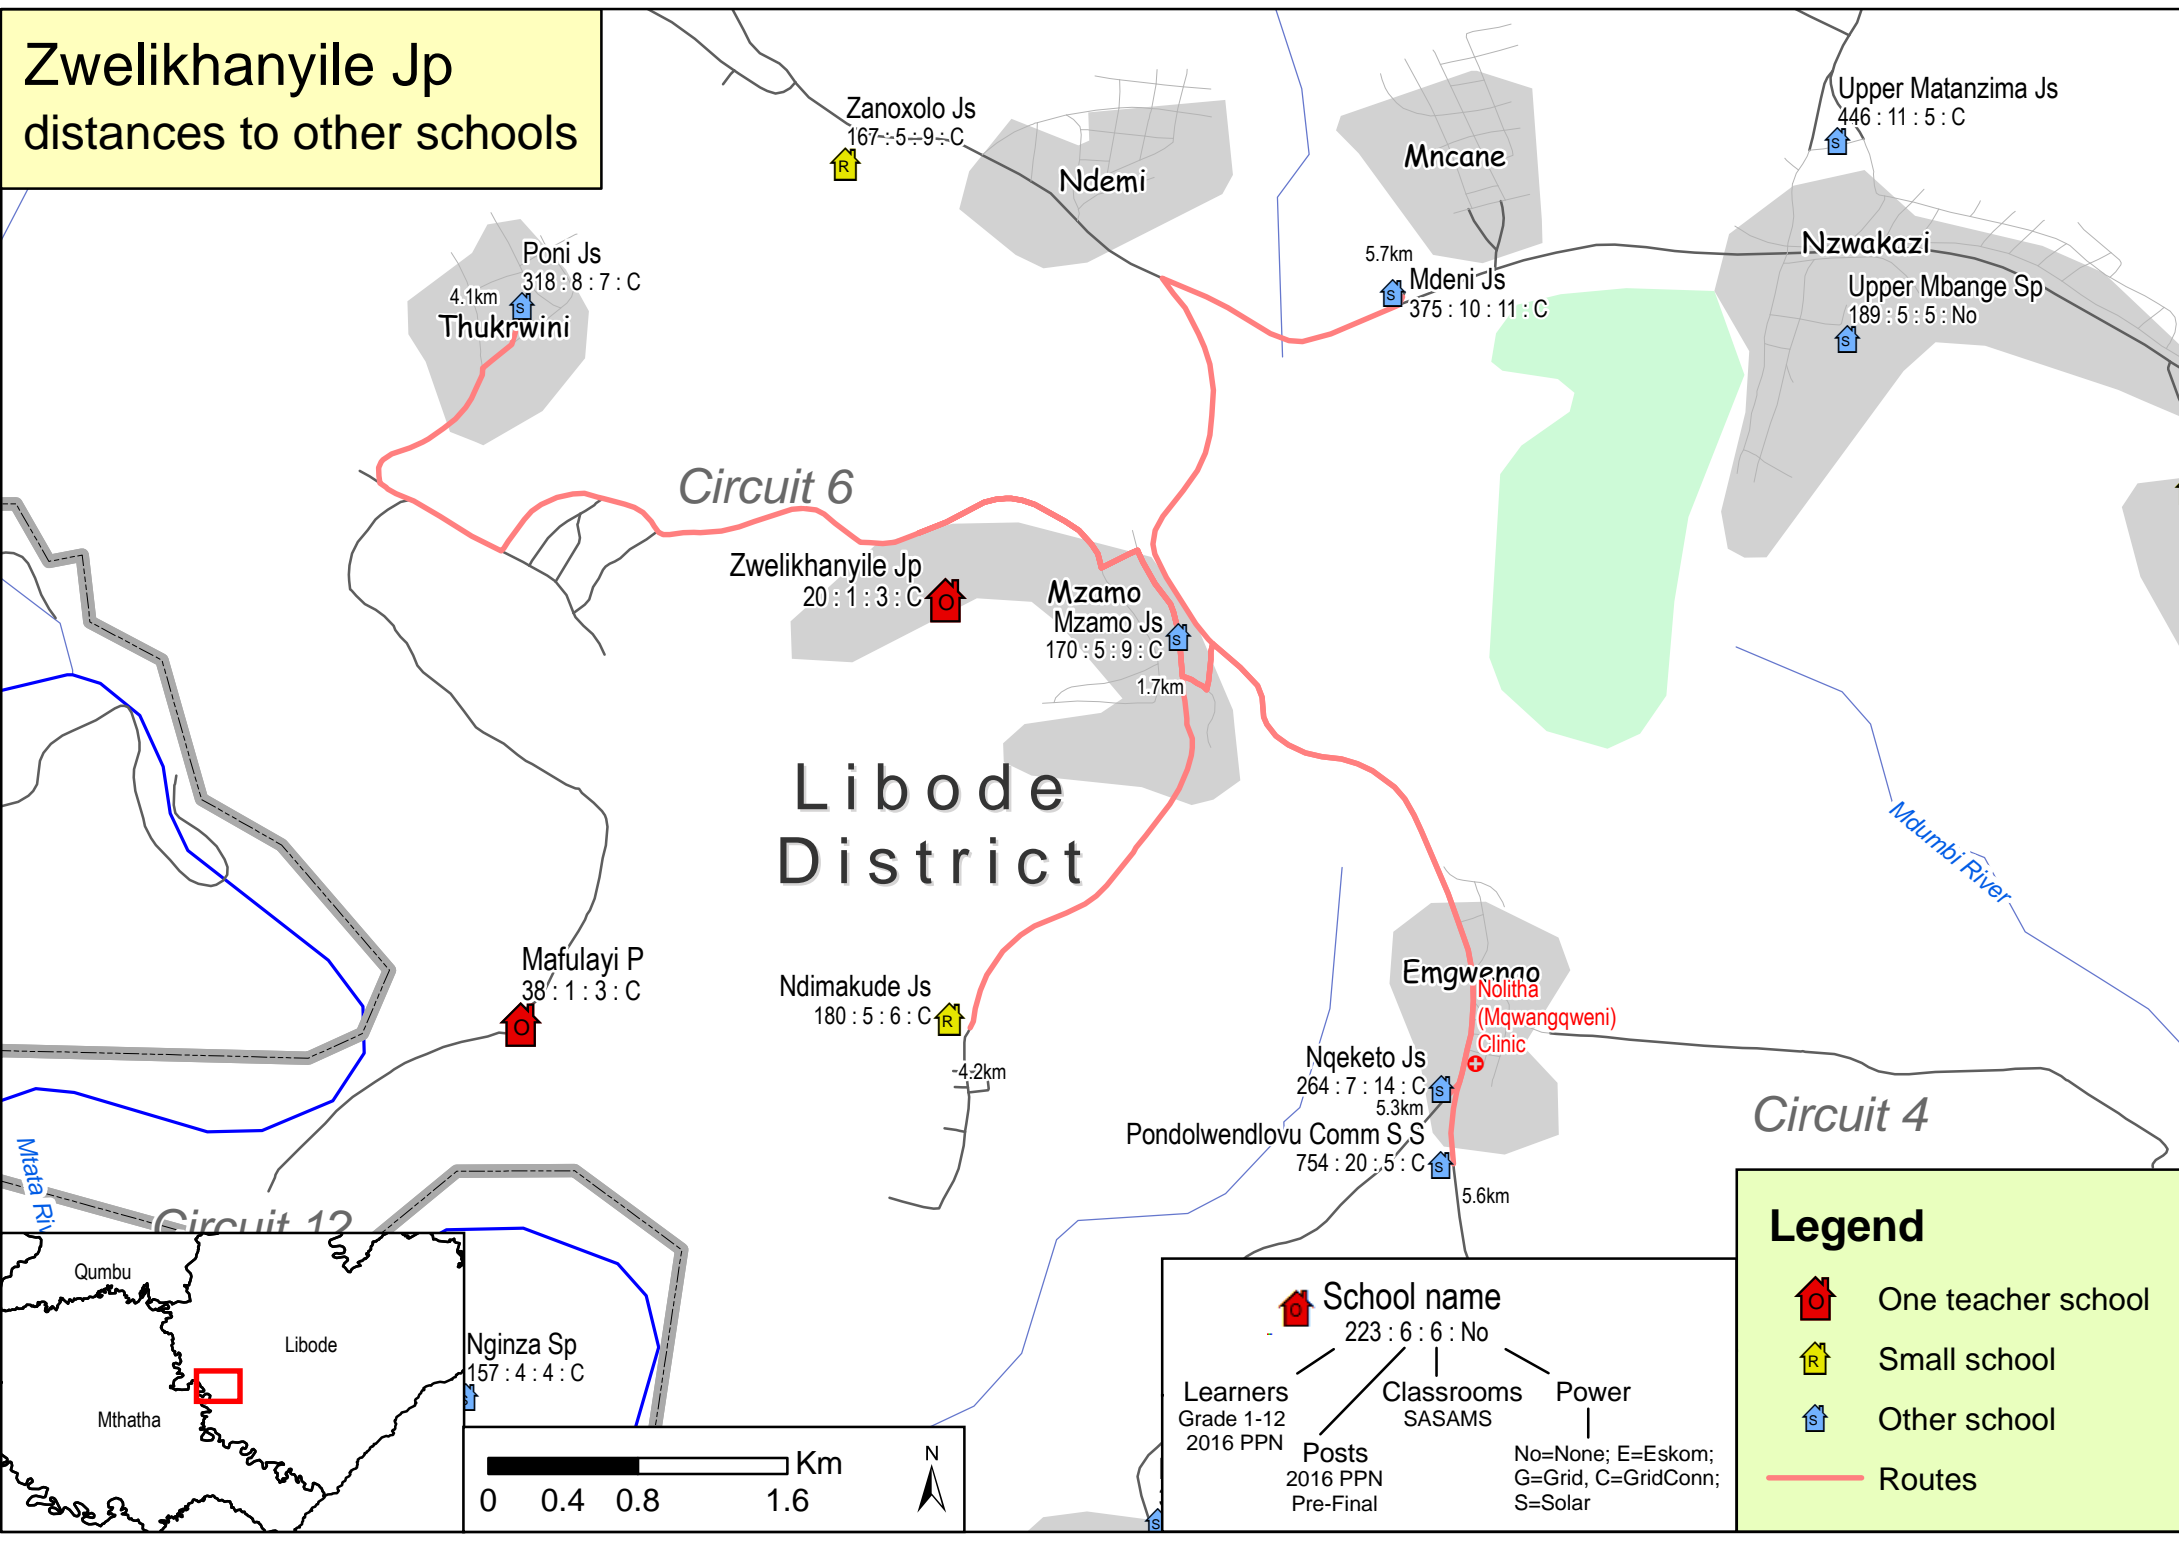 Zwelikhanyile Jp
distances to other schools
Zanoxolo Js
167 : 5 : 9 : C
R
Ndemi
Mncane
Upper Matanzima Js
446 : 11 : 5 : C
S
Poni Js
318 : 8 : 7 : C
4.1km
S
Thukrwini
5.7km
Mdeni Js
375 : 10 : 11 : C
S
Nzwakazi
Upper Mbange Sp
189 : 5 : 5 : No
S
Circuit 6
Zwelikhanyile Jp
20 : 1 : 3 : C
O
Mzamo
Mzamo Js
170 : 5 : 9 : C
S
1.7km
Libode
District
Mdumbi River
Mafulayi P
38 : 1 : 3 : C
O
Ndimakude Js
180 : 5 : 6 : C
R
4.2km
Emgwengo
Nolitha
(Mqwangqweni)
Clinic
Nqeketo Js
264 : 7 : 14 : C
S
5.3km
Pondolwendlovu Comm S S
754 : 20 : 5 : C
S
5.6km
Circuit 4
Mtata Riv
Circuit 12
Qumbu
Libode
Mthatha
Nginza Sp
157 : 4 : 4 : C
Km
0 0.4 0.8 1.6
N
S
O
School name
223 : 6 : 6 : No
Learners
Grade 1-12
2016 PPN
Posts
2016 PPN
Pre-Final
Classrooms
SASAMS
Power
No=None; E=Eskom;
G=Grid, C=GridConn;
S=Solar
Legend
O One teacher school
R Small school
S Other school
Routes